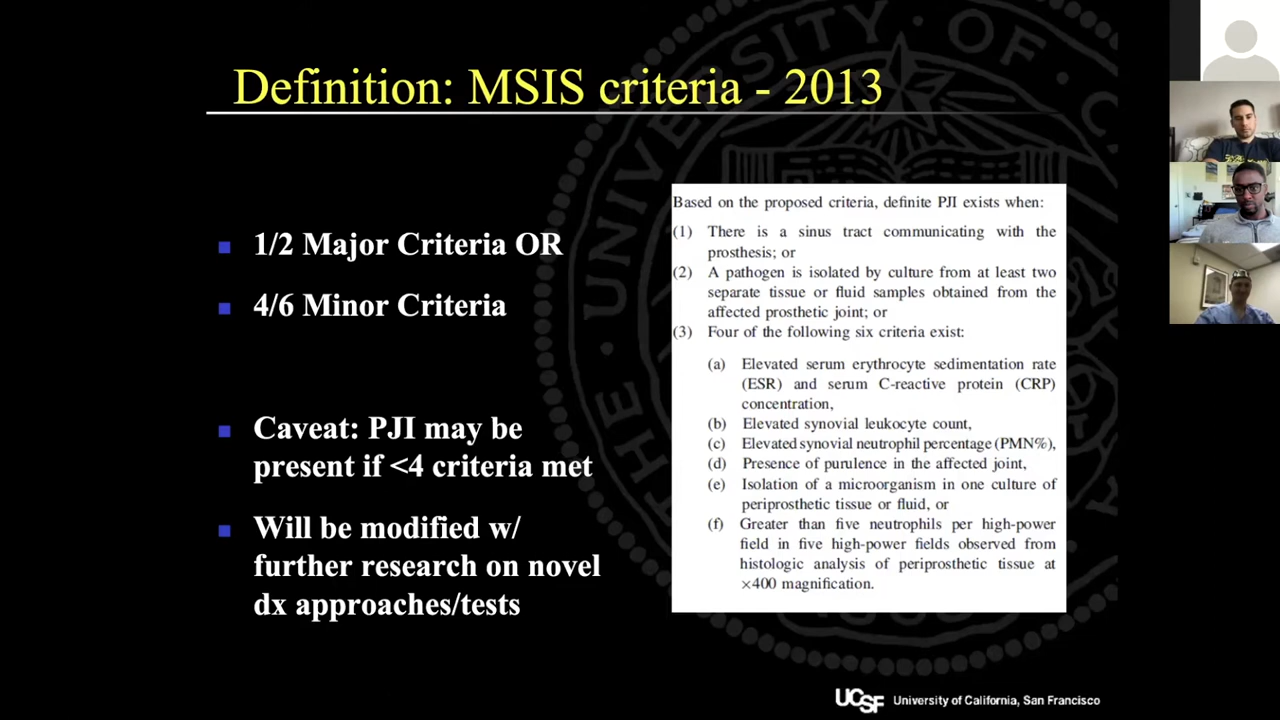 Definition: MSIS criteria - 2013
1/2 Major Criteria OR
4/6 Minor Criteria
Caveat: PJI may be
present if <4 criteria met
Will be modified w/
further research on novel
dx approaches/tests
Based on the proposed criteria, definite PJI exists when:
(1) There is a sinus tract communicating with the
prosthesis; or
(2) A pathogen is isolated by culture from at least two
separate tissue or fluid samples obtained from the
affected prosthetic joint; or
(3) Four of the following six criteria exist:
(a) Elevated serum erythrocyte sedimentation rate
(ESR) and serum C-reactive protein (CRP)
concentration,
(b) Elevated synovial leukocyte count,
(c) Elevated synovial neutrophil percentage (PMN%),
(d) Presence of purulence in the affected joint,
(e) Isolation of a microorganism in one culture of
periprosthetic tissue or fluid, or
(f) Greater than five neutrophils per high-power
field in five high-power fields observed from
histologic analysis of periprosthetic tissue at
×400 magnification.
UCSF University of California, San Francisco
THE UNIVERSITY OF